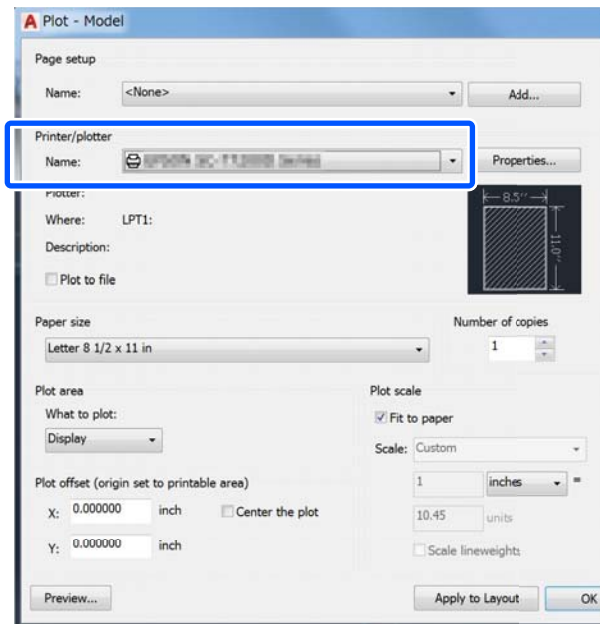 Plot - Model
Page setup
Name: <None> Add...
Printer/plotter
Name: Properties...
Plotter:
Where: LPT1:
Description:
Plot to file
8.5''
11.0''
Paper size
Letter 8 1/2 x 11 in
Number of copies
1
Plot area
What to plot:
Display
Plot scale
Fit to paper
Scale: Custom
1 inches =
10.45 units
Scale lineweights
Plot offset (origin set to printable area)
X: 0.000000 inch Center the plot
Y: 0.000000 inch
Preview... Apply to Layout OK